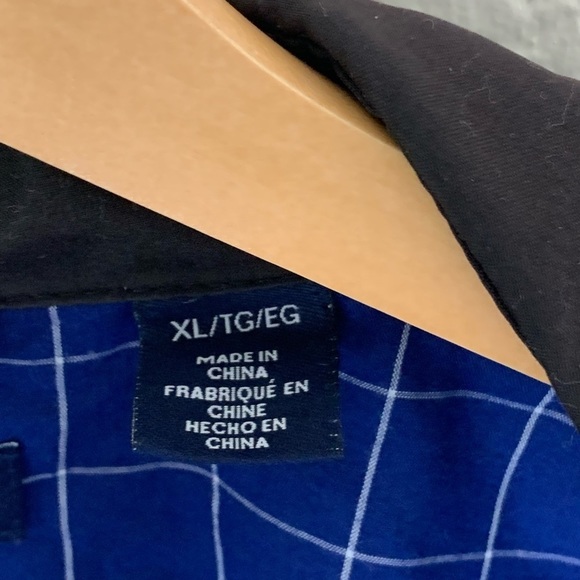 XL/TG/EG
MADE IN
CHINA
FRABRIQUÉ EN
CHINE
HECHO EN
CHINA